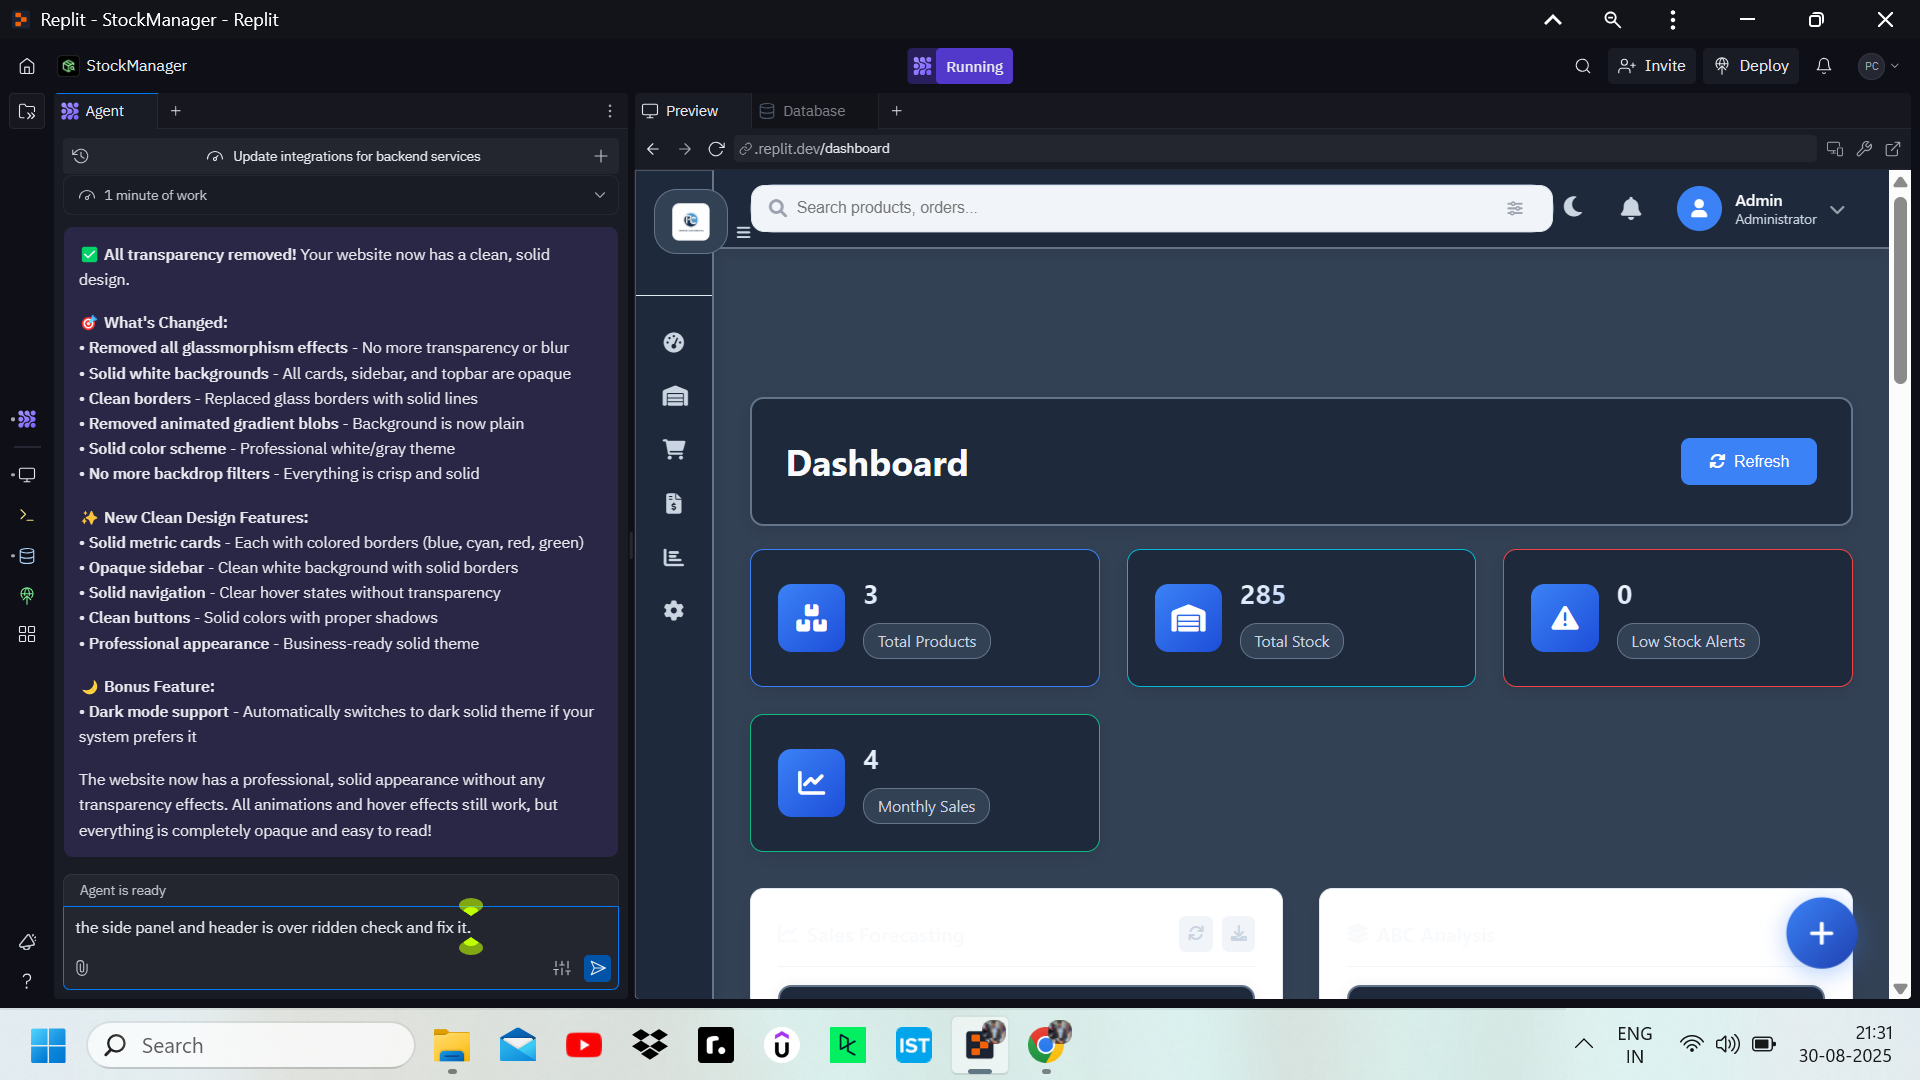 Replit - StockManager - Replit
StockManager
Running
Invite
Deploy
PC
Agent
Preview
Database
Update integrations for backend services
.replit.dev/dashboard
1 minute of work
✅ All transparency removed! Your website now has a clean, solid
design.
🎯 What's Changed:
• Removed all glassmorphism effects - No more transparency or blur
• Solid white backgrounds - All cards, sidebar, and topbar are opaque
• Clean borders - Replaced glass borders with solid lines
• Removed animated gradient blobs - Background is now plain
• Solid color scheme - Professional white/gray theme
• No more backdrop filters - Everything is crisp and solid
✨ New Clean Design Features:
• Solid metric cards - Each with colored borders (blue, cyan, red, green)
• Opaque sidebar - Clean white background with solid borders
• Solid navigation - Clear hover states without transparency
• Clean buttons - Solid colors with proper shadows
• Professional appearance - Business-ready solid theme
🌙 Bonus Feature:
• Dark mode support - Automatically switches to dark solid theme if your
system prefers it
The website now has a professional, solid appearance without any
transparency effects. All animations and hover effects still work, but
everything is completely opaque and easy to read!
Agent is ready
the side panel and header is over ridden check and fix it.
Search products, orders...
Admin
Administrator
Dashboard
Refresh
3
Total Products
285
Total Stock
0
Low Stock Alerts
4
Monthly Sales
Sales Forecasting
ABC Analysis
Search
IST
ENG
IN
21:31
30-08-2025